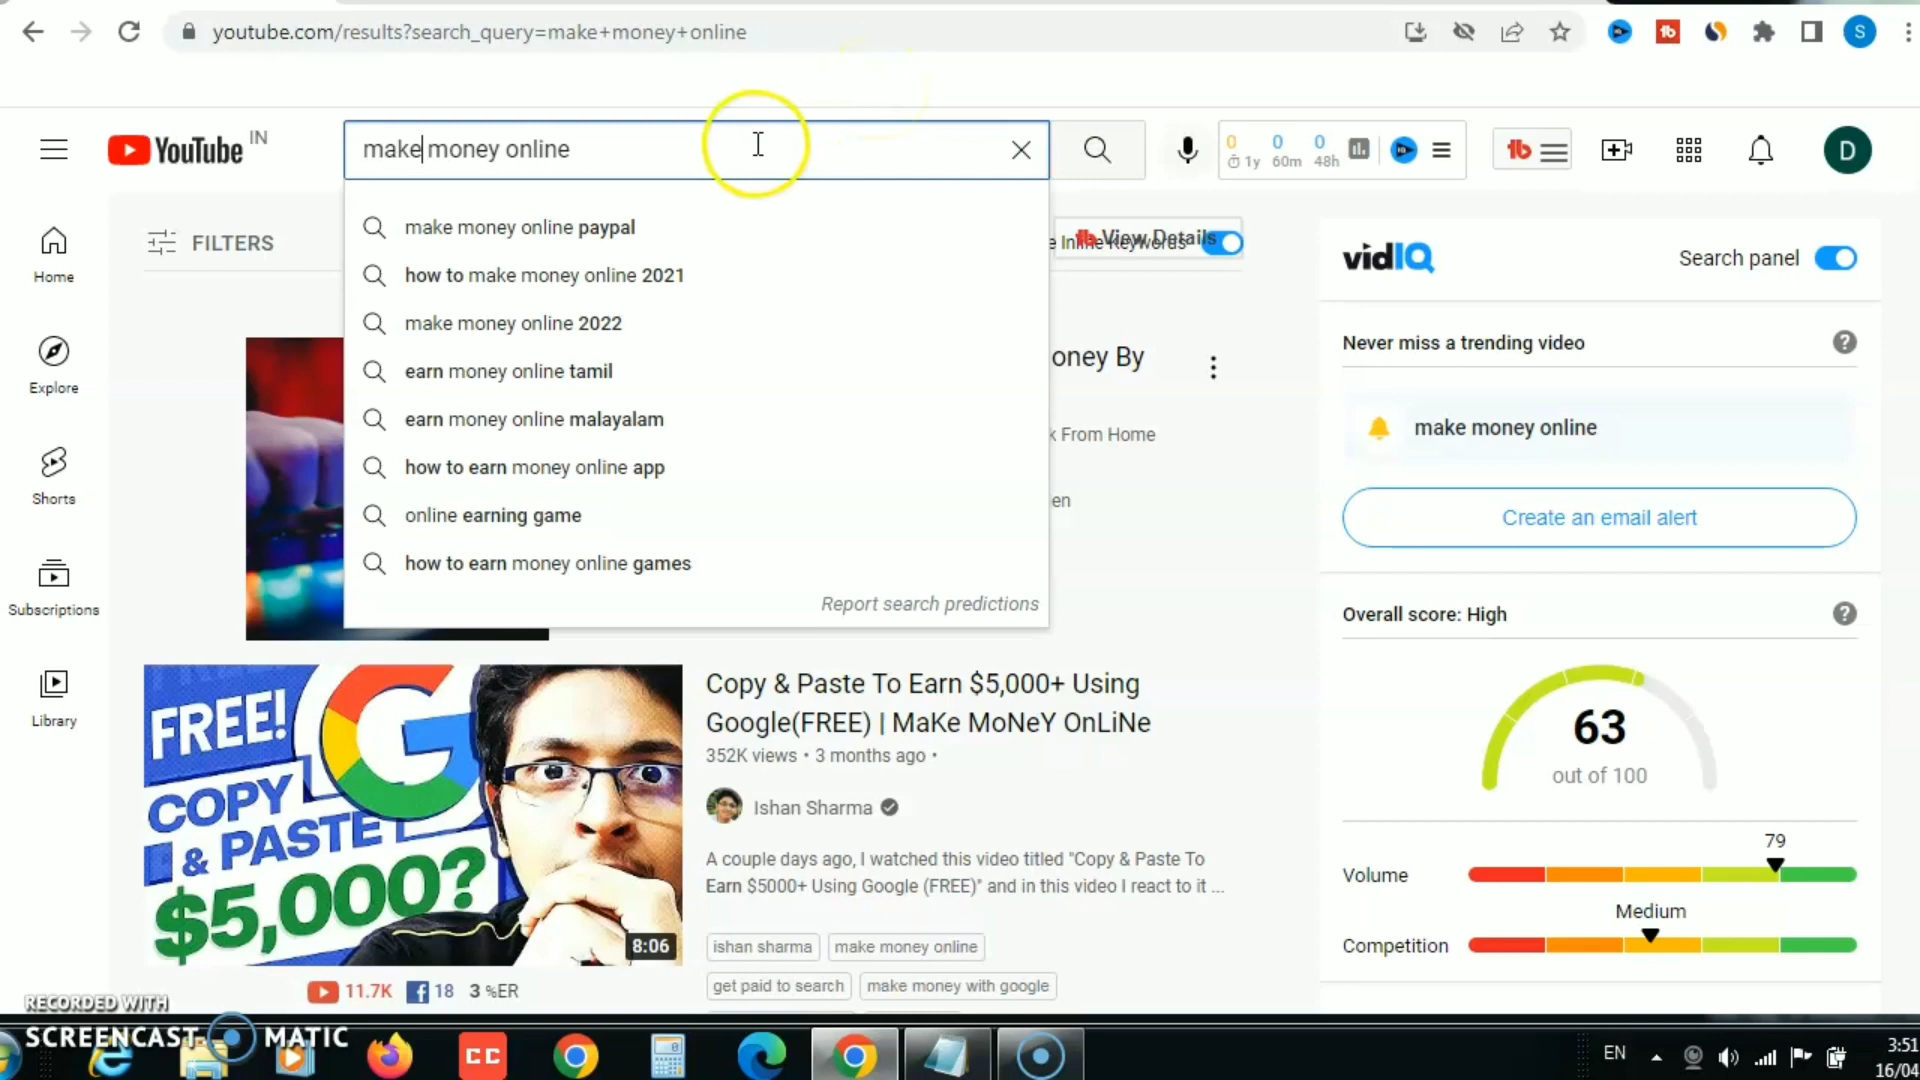 youtube.com/results?search_query=make+money+online
S
YouTube IN
make money online
0 0 0
1y 60m 48h
tb
D
Home
Explore
Shorts
Subscriptions
Library
FILTERS
make money online paypal
how to make money online 2021
make money online 2022
earn money online tamil
earn money online malayalam
how to earn money online app
online earning game
how to earn money online games
Report search predictions
e Inline Keywords
tb View Details
oney By
k From Home
en
FREE!
COPY
& PASTE
$5,000?
8:06
11.7K 18 3 %ER
Copy & Paste To Earn $5,000+ Using
Google(FREE) | MaKe MoNeY OnLiNe
352K views • 3 months ago •
Ishan Sharma
A couple days ago, I watched this video titled "Copy & Paste To
Earn $5000+ Using Google (FREE)" and in this video I react to it ...
ishan sharma make money online
get paid to search make money with google
vidIQ Search panel
Never miss a trending video
make money online
Create an email alert
Overall score: High
63
out of 100
79
Volume
Medium
Competition
RECORDED WITH
SCREENCAST MATIC
CC
EN
3:51
16/04